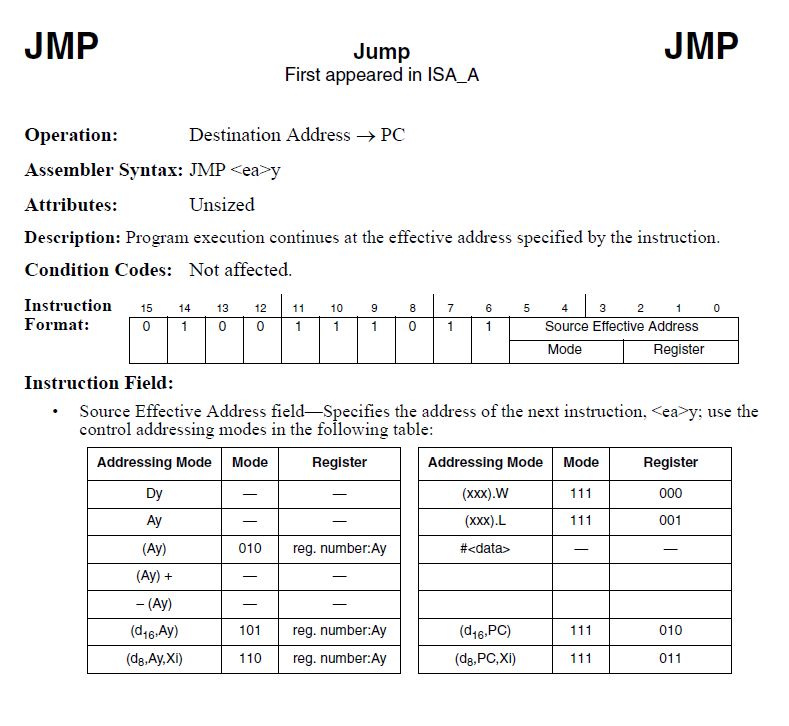 JMP Jump JMP
First appeared in ISA_A
Operation: Destination Address → PC
Assembler Syntax: JMP <ea>y
Attributes: Unsized
Description: Program execution continues at the effective address specified by the instruction.
Condition Codes: Not affected.
Instruction Format:
15 14 13 12 11 10 9 8 7 6 5 4 3 2 1 0
0 1 0 0 1 1 1 0 1 1 Source Effective Address
Mode Register
Instruction Field:
• Source Effective Address field—Specifies the address of the next instruction, <ea>y; use the
control addressing modes in the following table:
Addressing Mode Mode Register Addressing Mode Mode Register
Dy — — (xxx).W 111 000
Ay — — (xxx).L 111 001
(Ay) 010 reg. number:Ay #<data> — —
(Ay) + — —
– (Ay) — —
(d16,Ay) 101 reg. number:Ay (d16,PC) 111 010
(d8,Ay,Xi) 110 reg. number:Ay (d8,PC,Xi) 111 011